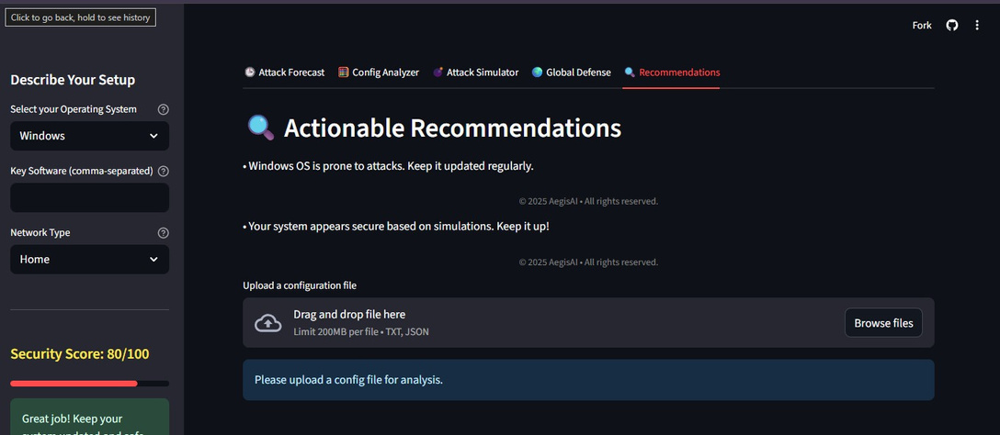 Click to go back, hold to see history
Fork
Describe Your Setup
Select your Operating System
Windows
Key Software (comma-separated)
Network Type
Home
Security Score: 80/100
Great job! Keep your
system updated and safe
Attack Forecast
Config Analyzer
Attack Simulator
Global Defense
Recommendations
Actionable Recommendations
• Windows OS is prone to attacks. Keep it updated regularly.
© 2025 AegisAI • All rights reserved.
• Your system appears secure based on simulations. Keep it up!
© 2025 AegisAI • All rights reserved.
Upload a configuration file
Drag and drop file here
Limit 200MB per file • TXT, JSON
Browse files
Please upload a config file for analysis.